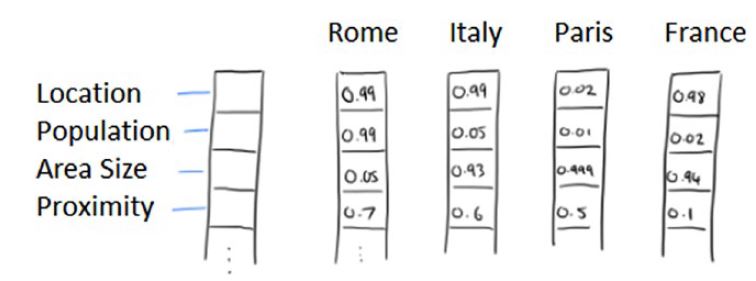 Rome Italy Paris France
Location 0.99 0.99 0.02 0.98
Population 0.99 0.05 0.01 0.02
Area Size 0.05 0.93 0.999 0.94
Proximity 0.7 0.6 0.5 0.1